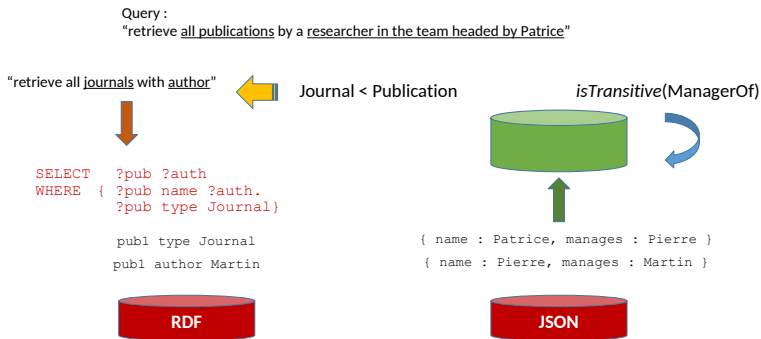 Query :
“retrieve all publications by a researcher in the team headed by Patrice”
“retrieve all journals with author”
Journal < Publication
isTransitive(ManagerOf)
SELECT ?pub ?auth
WHERE { ?pub name ?auth.
?pub type Journal}
pub1 type Journal
pub1 author Martin
{ name : Patrice, manages : Pierre }
{ name : Pierre, manages : Martin }
RDF
JSON